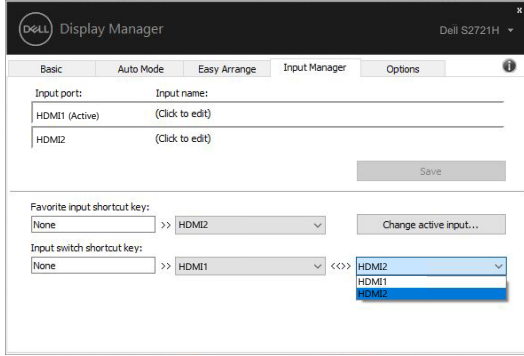 DELL Display Manager
x
Dell S2721H
Basic Auto Mode Easy Arrange Input Manager Options
Input port: Input name:
HDMI1 (Active) (Click to edit)
HDMI2 (Click to edit)
Save
Favorite input shortcut key:
None >> HDMI2 Change active input...
Input switch shortcut key:
None >> HDMI1 <<>> HDMI2
HDMI1
HDMI2